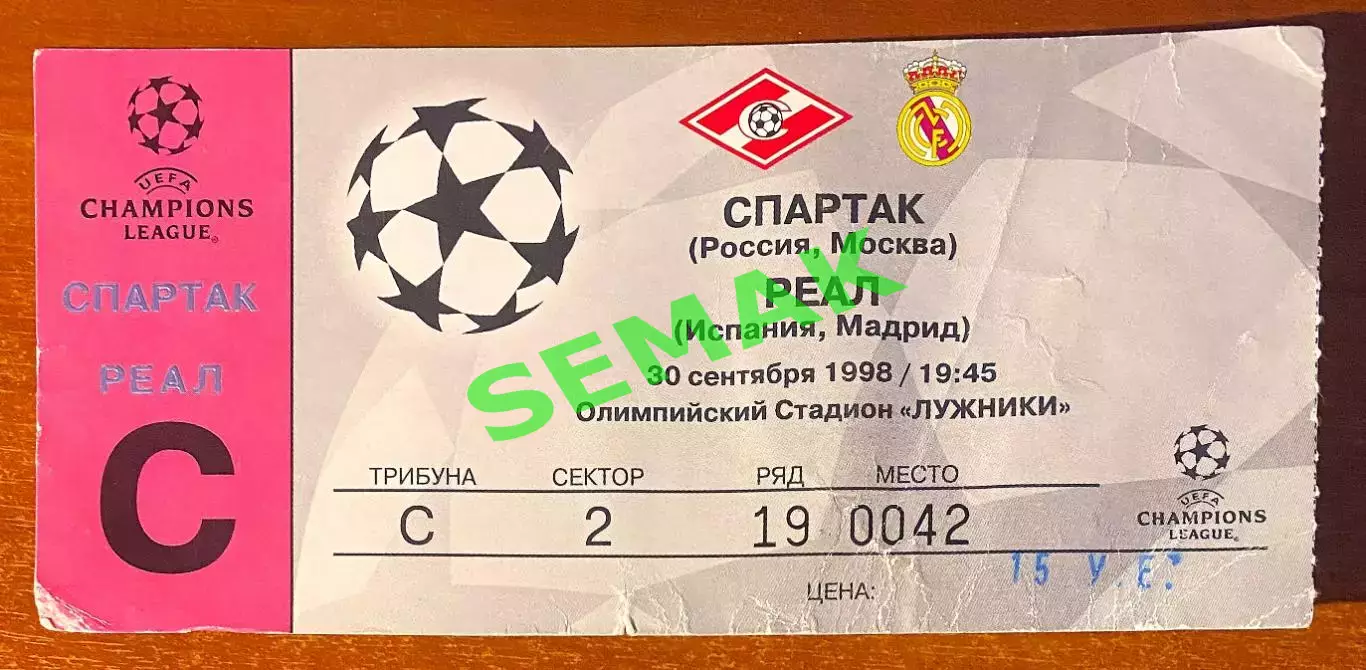 UEFA
CHAMPIONS
LEAGUE®
СПАРТАК
РЕАЛ
С
СПАРТАК
(Россия, Москва)
РЕАЛ
(Испания, Мадрид)
30 сентября 1998 / 19:45
Олимпийский Стадион «ЛУЖНИКИ»
SEMAK
ТРИБУНА СЕКТОР РЯД МЕСТО
С 2 19 0042
ЦЕНА: 15 У.Е.
UEFA
CHAMPIONS
LEAGUE®